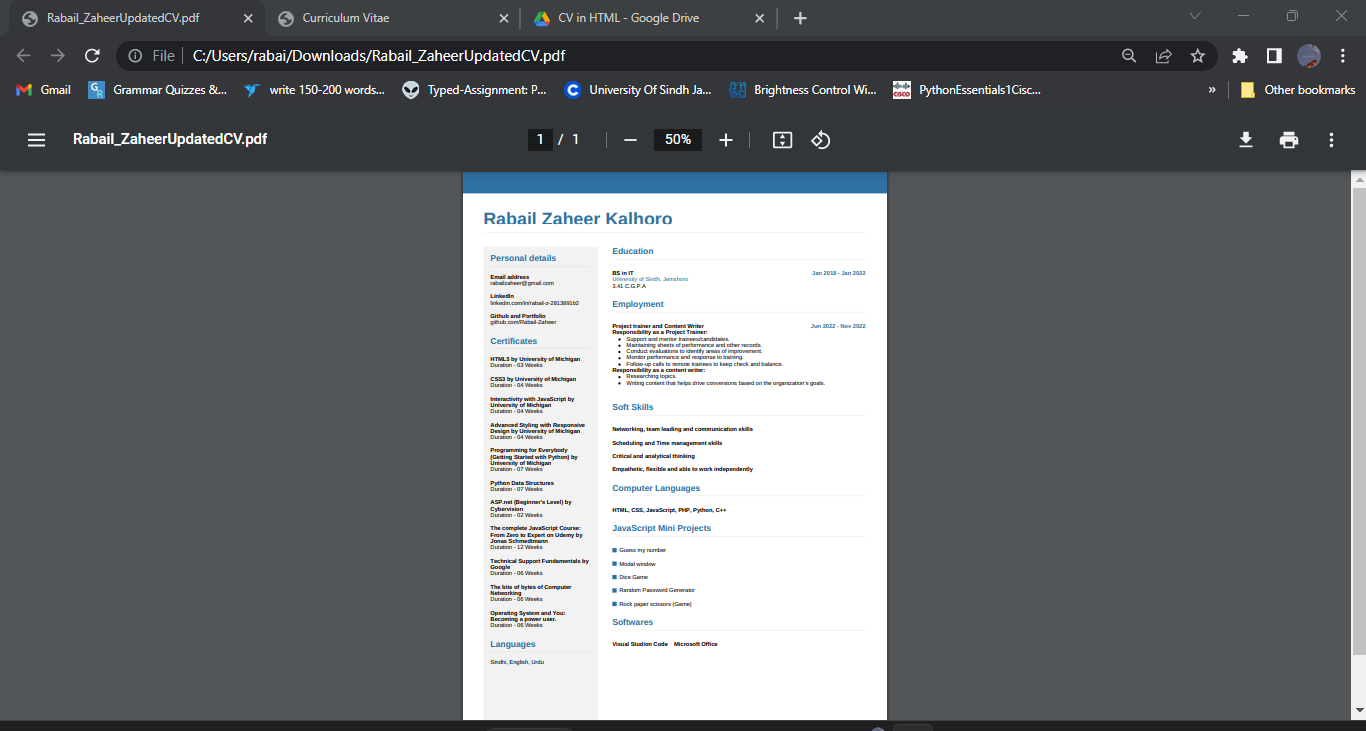 Rabail_ZaheerUpdatedCV.pdf
Curriculum Vitae
CV in HTML - Google Drive
File
C:/Users/rabai/Downloads/Rabail_ZaheerUpdatedCV.pdf
Gmail
Grammar Quizzes &...
write 150-200 words...
Typed-Assignment: P...
University Of Sindh Ja...
Brightness Control Wi...
PythonEssentials1Cisc...
»
Other bookmarks
Rabail_ZaheerUpdatedCV.pdf
1 / 1
50%
Rabail Zaheer Kalhoro
Personal details
Email address
rabailzaheer@gmail.com
LinkedIn
linkedin.com/in/rabail-z-2813891b2
Github and Portfolio
github.com/Rabail-Zaheer
Certificates
HTML5 by University of Michigan
Duration - 03 Weeks
CSS3 by University of Michigan
Duration - 04 Weeks
Interactivity with JavaScript by
University of Michigan
Duration - 04 Weeks
Advanced Styling with Responsive
Design by University of Michigan
Duration - 04 Weeks
Programming for Everybody
(Getting Started with Python) by
University of Michigan
Duration - 07 Weeks
Python Data Structures
Duration - 07 Weeks
ASP.net (Beginner's Level) by
Cybervision
Duration - 02 Weeks
The complete JavaScript Course:
From Zero to Expert on Udemy by
Jonas Schmedtmann
Duration - 12 Weeks
Technical Support Fundamentals by
Google
Duration - 06 Weeks
The bits of bytes of Computer
Networking
Duration - 06 Weeks
Operating System and You:
Becoming a power user.
Duration - 06 Weeks
Languages
Sindhi, English, Urdu
Education
BS in IT Jan 2018 - Jan 2022
University of Sindh, Jamshoro
3.41 C.G.P.A
Employment
Project trainer and Content Writer Jun 2022 - Nov 2022
Responsibility as a Project Trainer:
Support and mentor trainees/candidates.
Maintaining sheets of performance and other records.
Conduct evaluations to identify areas of improvement.
Monitor performance and response to training.
Follow-up calls to remote trainees to keep check and balance.
Responsibility as a content writer:
Researching topics.
Writing content that helps drive conversions based on the organization's goals.
Soft Skills
Networking, team leading and communication skills
Scheduling and Time management skills
Critical and analytical thinking
Empathetic, flexible and able to work independently
Computer Languages
HTML, CSS, JavaScript, PHP, Python, C++
JavaScript Mini Projects
Guess my number
Modal window
Dice Game
Random Password Generator
Rock paper scissors (Game)
Softwares
Visual Studion Code Microsoft Office